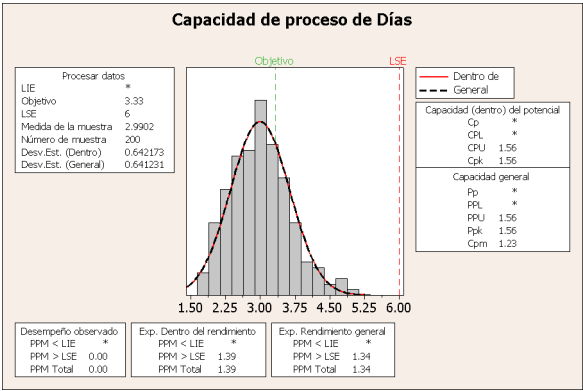 Capacidad de proceso de Días
Objetivo LSE
Procesar datos
LIE *
Objetivo 3.33
LSE 6
Medida de la muestra 2.9902
Número de muestra 200
Desv.Est. (Dentro) 0.642173
Desv.Est. (General) 0.641231
Dentro de
General
Capacidad (dentro) del potencial
Cp *
CPL *
CPU 1.56
Cpk 1.56
Capacidad general
Pp *
PPL *
PPU 1.56
Ppk 1.56
Cpm 1.23
1.50 2.25 3.00 3.75 4.50 5.25 6.00
Desempeño observado
PPM < LIE *
PPM > LSE 0.00
PPM Total 0.00
Exp. Dentro del rendimiento
PPM < LIE *
PPM > LSE 1.39
PPM Total 1.39
Exp. Rendimiento general
PPM < LIE *
PPM > LSE 1.34
PPM Total 1.34